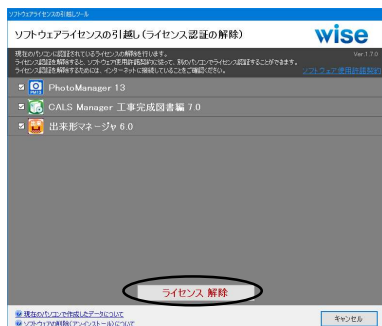 ソフトウェアライセンスの引越しツール
ソフトウェアライセンスの引越し(ライセンス認証の解除)
wise
現在のパソコンに認証されているライセンスの解除を行います。
Ver 1.7.0
ライセンス認証を解除すると、ソフトウェア使用許諾契約に従って、別のパソコンでライセンス認証することができます。
ライセンス認証を解除するためには、インターネットに接続していることをご確認ください。
ソフトウェア使用許諾契約
PhotoManager 13
CALS Manager 工事完成図書編 7.0
出来形マネージャ 6.0
ライセンス 解除
現在のパソコンで作成したデータについて
ソフトウェアの削除(アンインストール)について
キャンセル